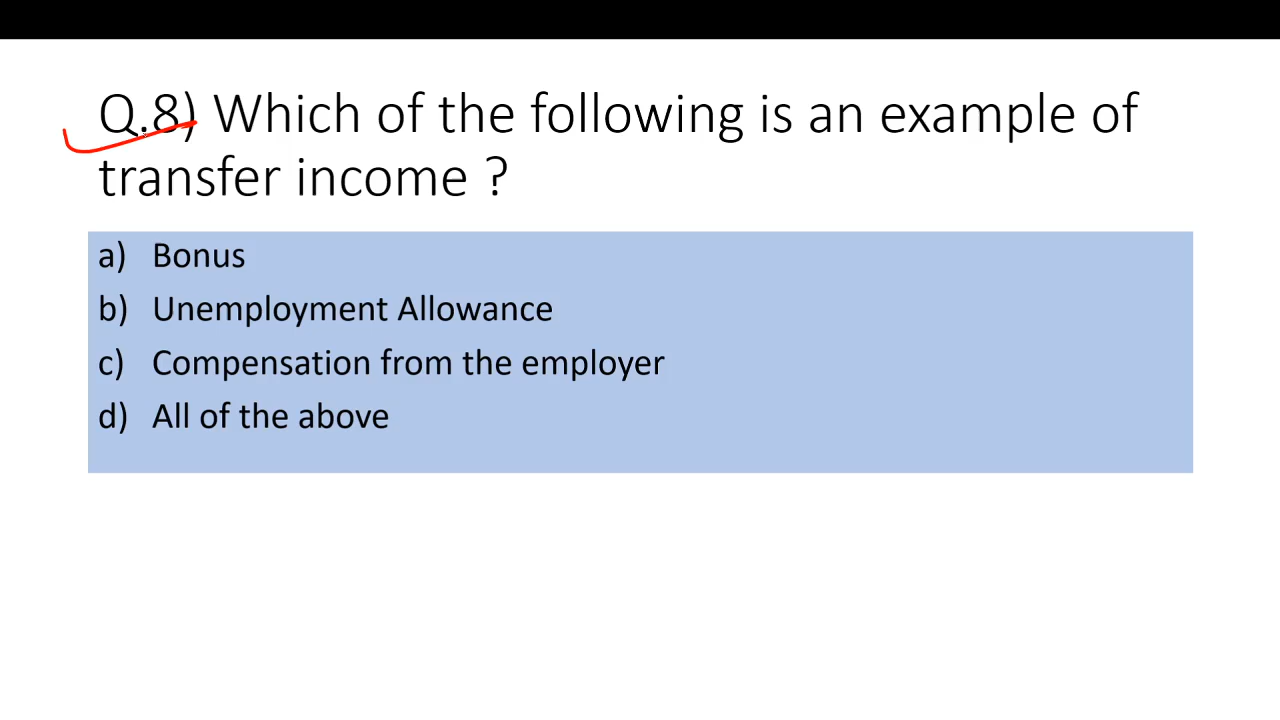 Q.8) Which of the following is an example of
transfer income ?
a) Bonus
b) Unemployment Allowance
c) Compensation from the employer
d) All of the above